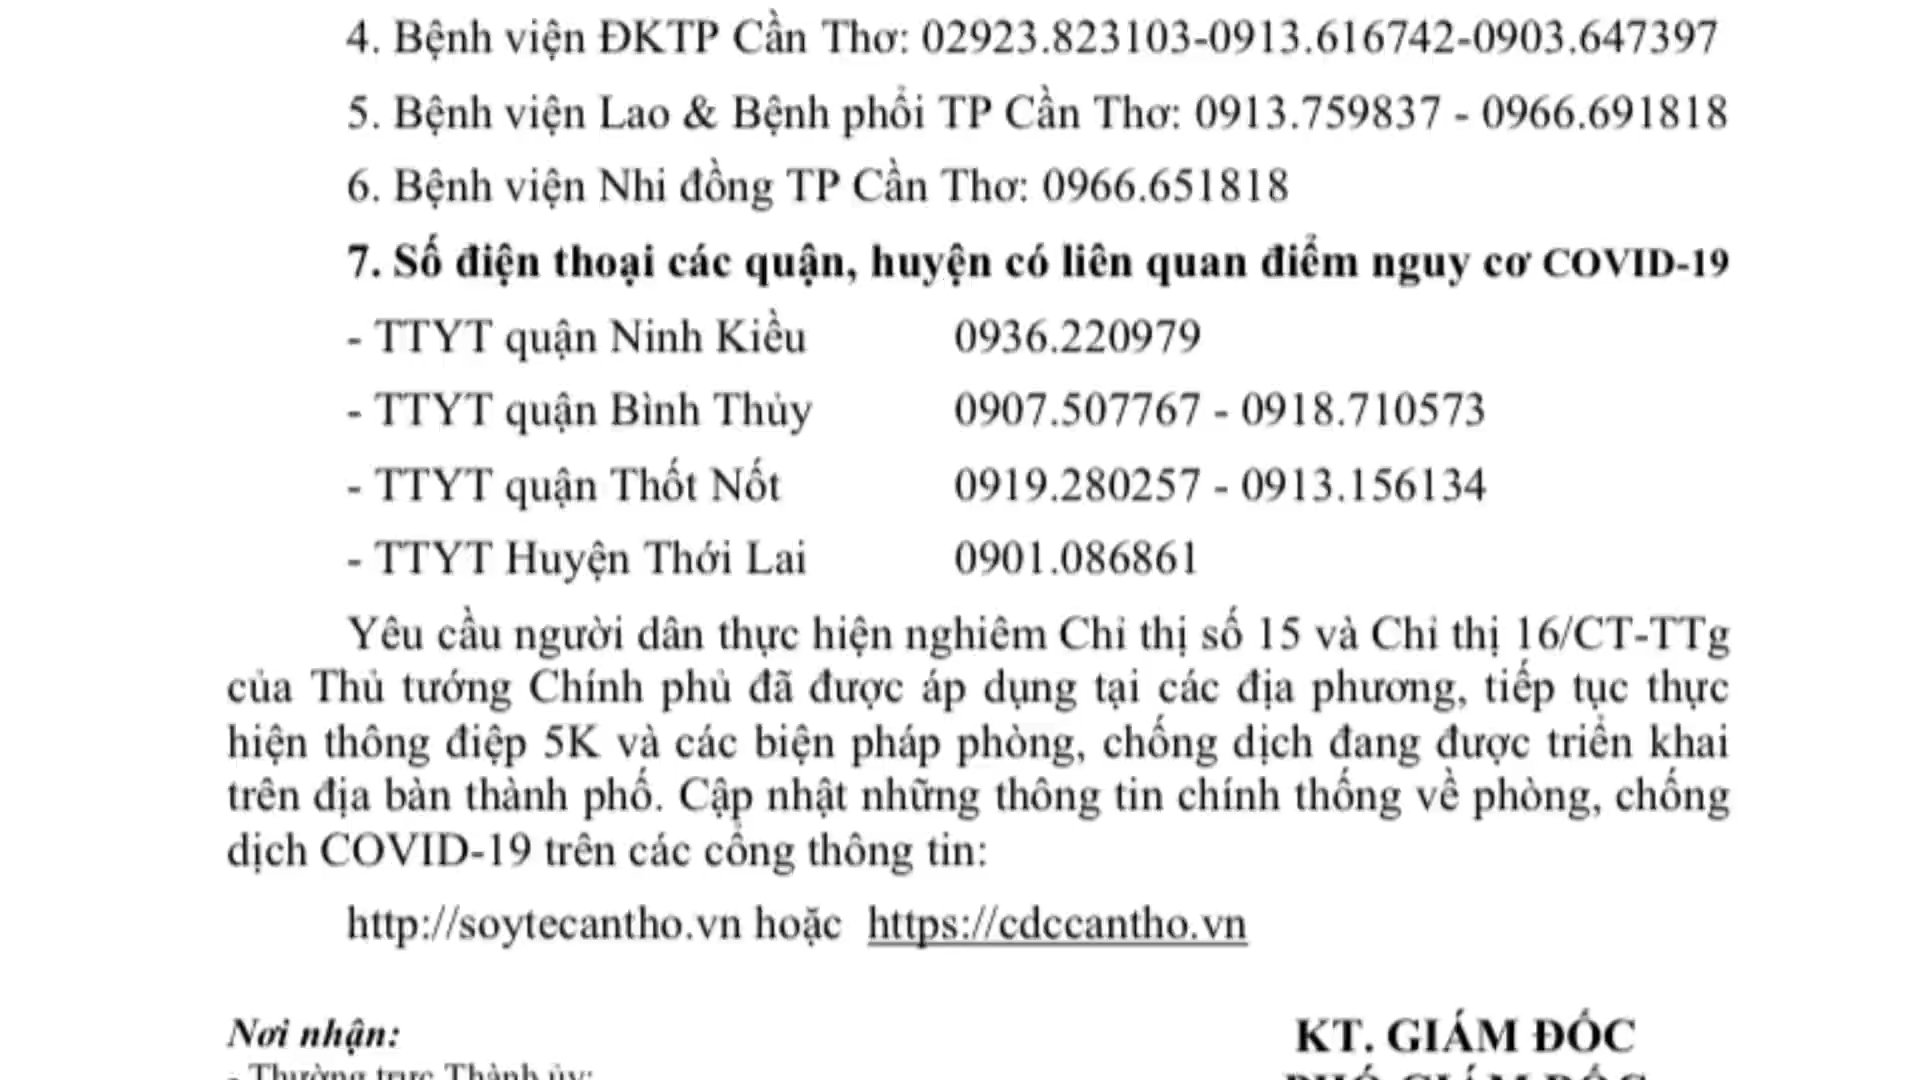 4. Bệnh viện ĐKTP Cần Thơ: 02923.823103-0913.616742-0903.647397
5. Bệnh viện Lao & Bệnh phổi TP Cần Thơ: 0913.759837 - 0966.691818
6. Bệnh viện Nhi đồng TP Cần Thơ: 0966.651818
7. Số điện thoại các quận, huyện có liên quan điểm nguy cơ COVID-19
- TTYT quận Ninh Kiều 0936.220979
- TTYT quận Bình Thủy 0907.507767 - 0918.710573
- TTYT quận Thốt Nốt 0919.280257 - 0913.156134
- TTYT Huyện Thới Lai 0901.086861
Yêu cầu người dân thực hiện nghiêm Chỉ thị số 15 và Chỉ thị 16/CT-TTg
của Thủ tướng Chính phủ đã được áp dụng tại các địa phương, tiếp tục thực
hiện thông điệp 5K và các biện pháp phòng, chống dịch đang được triển khai
trên địa bàn thành phố. Cập nhật những thông tin chính thống về phòng, chống
dịch COVID-19 trên các cổng thông tin:
http://soytecantho.vn hoặc https://cdccantho.vn
Nơi nhận: KT. GIÁM ĐỐC
- Thường trực Thành ủy; PHÓ GIÁM ĐỐC